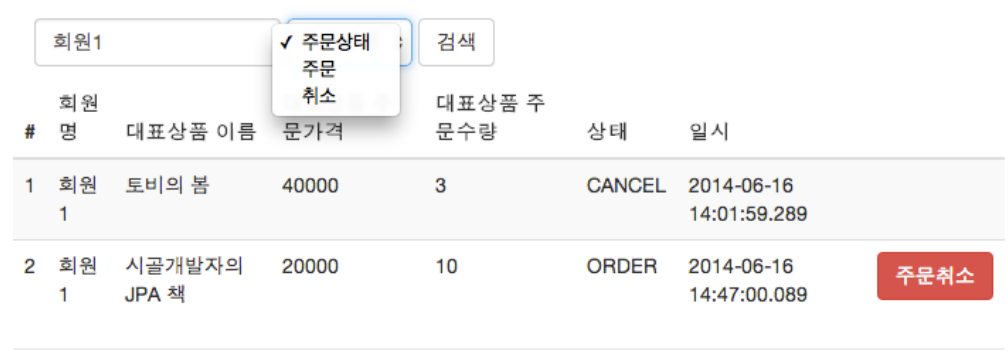 회원1 ✓ 주문상태 검색
주문
취소
회원 대표상품 주
# 명 대표상품 이름 문가격 문수량 상태 일시
1 회원 토비의 봄 40000 3 CANCEL 2014-06-16
1 14:01:59.289
2 회원 시골개발자의 20000 10 ORDER 2014-06-16 주문취소
1 JPA 책 14:47:00.089